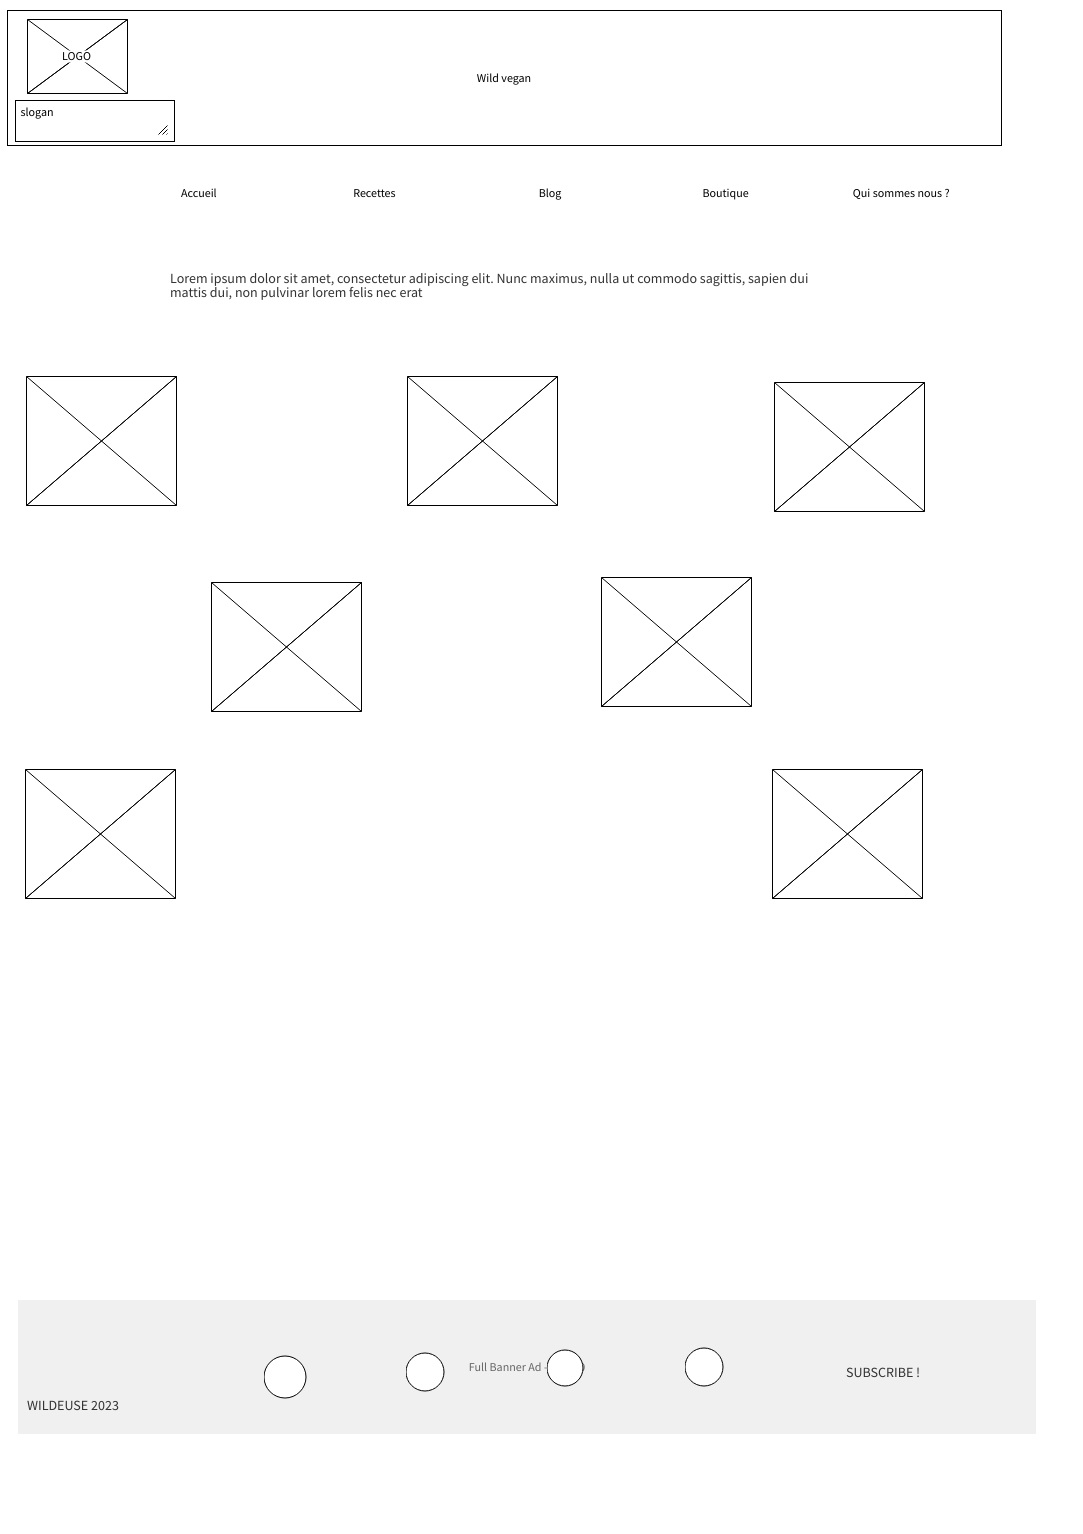 LOGO
Wild vegan
slogan
Accueil
Recettes
Blog
Boutique
Qui sommes nous ?
Lorem ipsum dolor sit amet, consectetur adipiscing elit. Nunc maximus, nulla ut commodo sagittis, sapien dui
mattis dui, non pulvinar lorem felis nec erat
Full Banner Ad
SUBSCRIBE !
WILDEUSE 2023